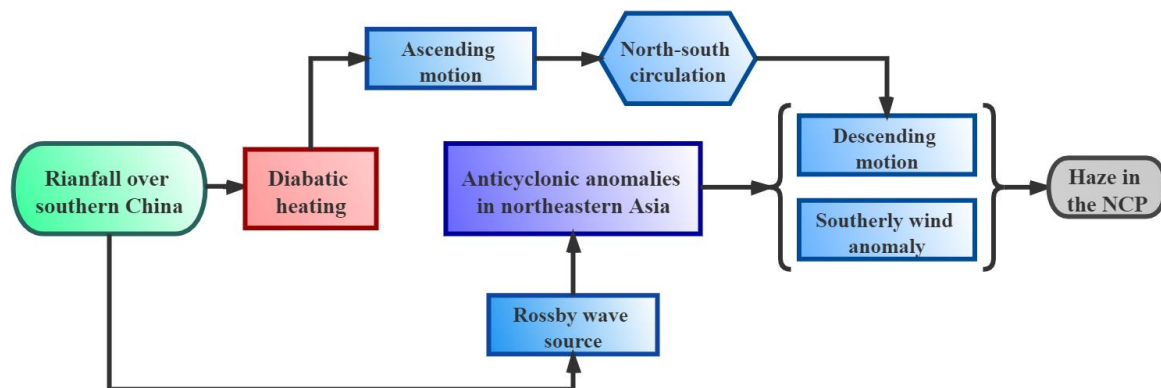 Ascending
motion
North-south
circulation
Descending
motion
Rianfall over
southern China
Diabatic
heating
Anticyclonic anomalies
in northeastern Asia
Haze in
the NCP
Southerly wind
anomaly
Rossby wave
source